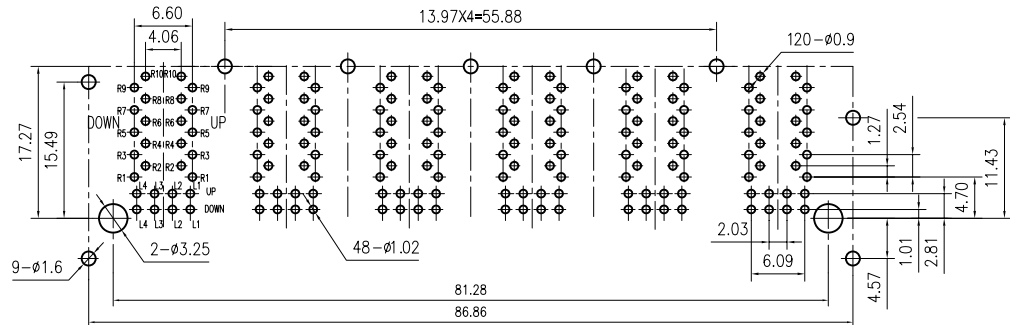 6.60
13.97X4=55.88
4.06
120-ø0.9
R10 R10
R9 R9
R8 R8
R7 R7
DOWN R6 R6 UP
R5 R5
R4 R4
R3 R3
R2 R2
R1 R1
L4 L3 L2 L1 UP
DOWN
L4 L3 L2 L1
17.27
15.49
1.27
2.54
11.43
4.70
2-ø3.25
48-ø1.02
2.03
6.09
1.01
2.81
4.57
9-ø1.6
81.28
86.86